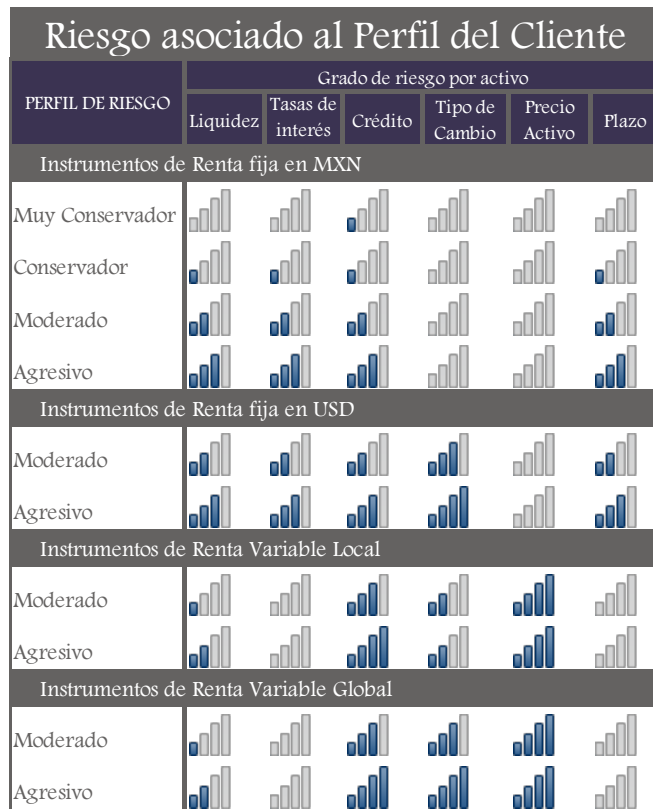 Riesgo asociado al Perfil del Cliente
PERFIL DE RIESGO
Grado de riesgo por activo
Liquidez
Tasas de
interés
Crédito
Tipo de
Cambio
Precio
Activo
Plazo
Instrumentos de Renta fija en MXN
Muy Conservador
Conservador
Moderado
Agresivo
Instrumentos de Renta fija en USD
Moderado
Agresivo
Instrumentos de Renta Variable Local
Moderado
Agresivo
Instrumentos de Renta Variable Global
Moderado
Agresivo